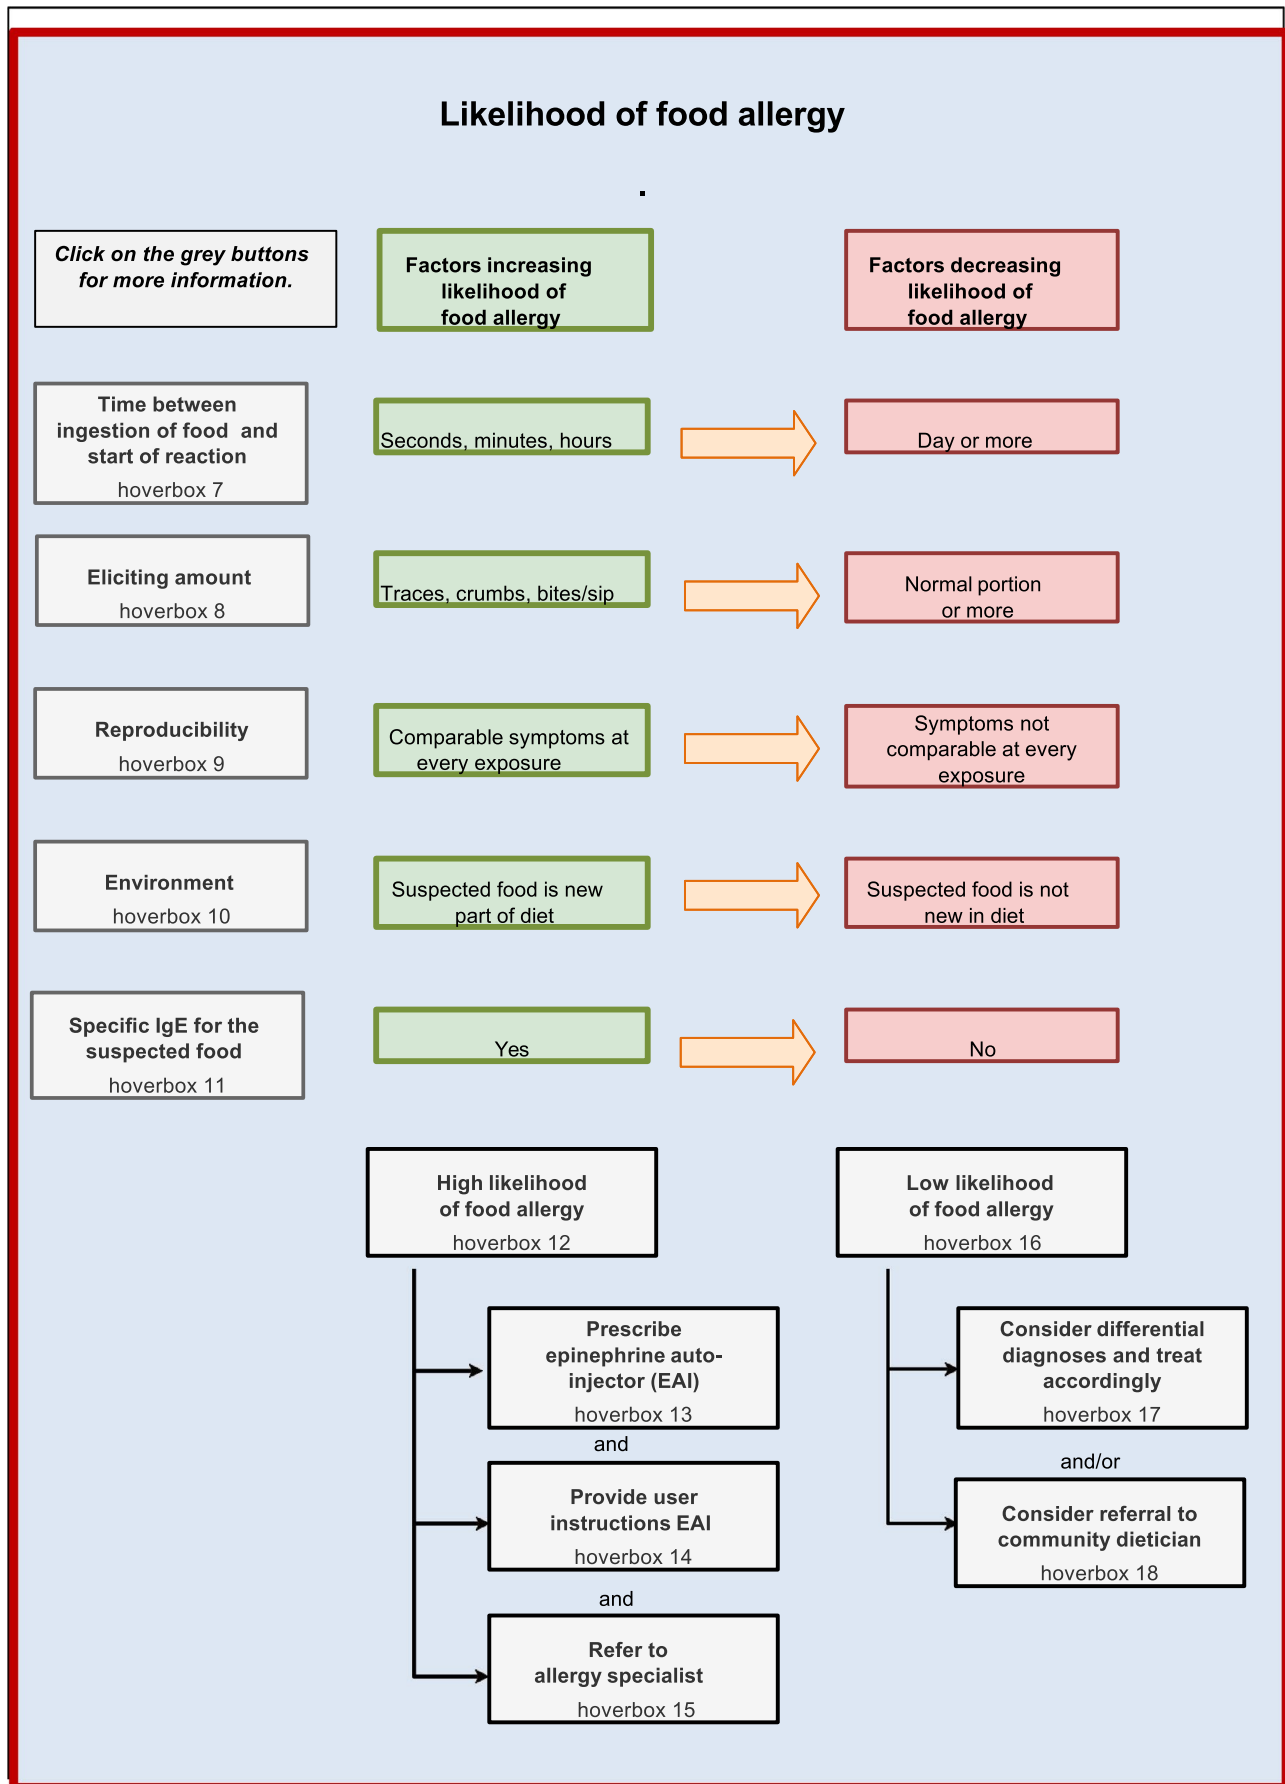 Likelihood of food allergy
.
Click on the grey buttons
for more information.
Factors increasing
likelihood of
food allergy
Factors decreasing
likelihood of
food allergy
Time between
ingestion of food and
start of reaction
hoverbox 7
Seconds, minutes, hours
Day or more
Eliciting amount
hoverbox 8
Traces, crumbs, bites/sip
Normal portion
or more
Reproducibility
hoverbox 9
Comparable symptoms at
every exposure
Symptoms not
comparable at every
exposure
Environment
hoverbox 10
Suspected food is new
part of diet
Suspected food is not
new in diet
Specific IgE for the
suspected food
hoverbox 11
Yes
No
High likelihood
of food allergy
hoverbox 12
Low likelihood
of food allergy
hoverbox 16
Prescribe
epinephrine auto-
injector (EAI)
hoverbox 13
and
Provide user
instructions EAI
hoverbox 14
and
Refer to
allergy specialist
hoverbox 15
Consider differential
diagnoses and treat
accordingly
hoverbox 17
and/or
Consider referral to
community dietician
hoverbox 18